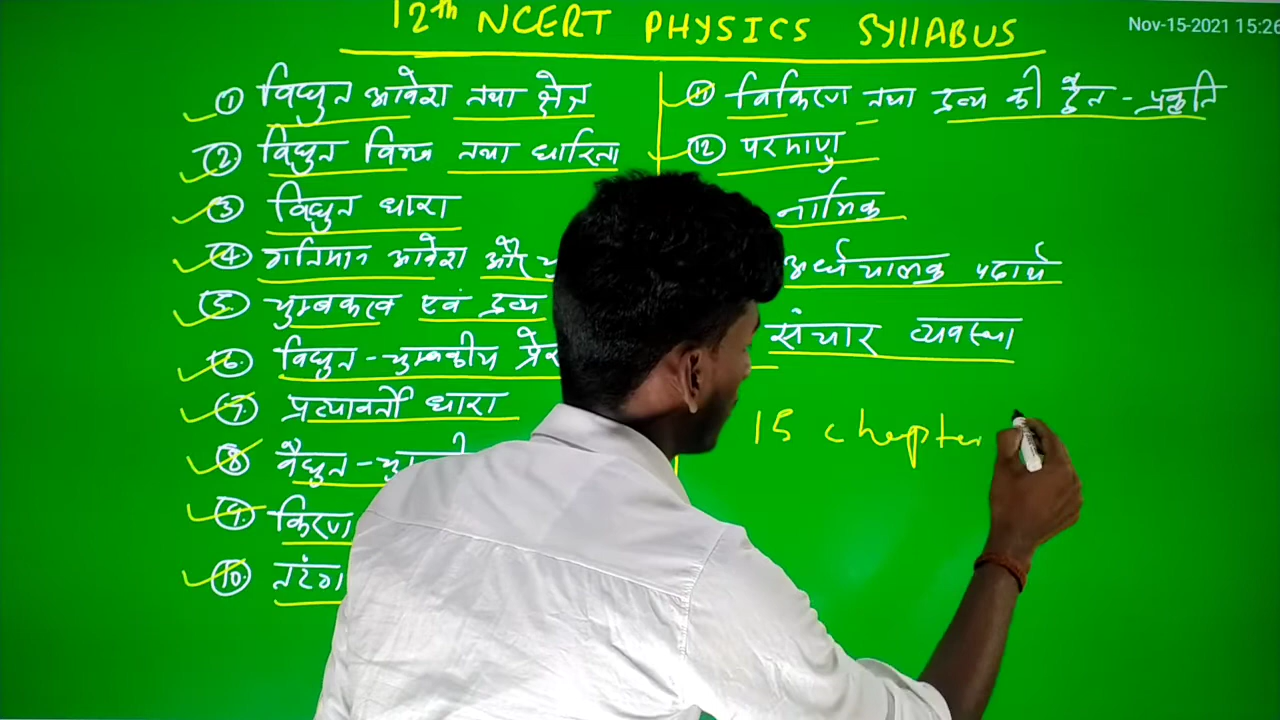 12th NCERT PHYSICS SYLLABUS
Nov-15-2021 15:26
① विद्युत आवेश तथा क्षेत्र
② विद्युत विभव तथा धारिता
③ विद्युत धारा
④ गतिमान आवेश और
⑤ चुम्बकत्व एवं द्रव्य
⑥ विद्युत-चुम्बकीय
⑦ प्रत्यावर्ती धारा
⑧ वैद्युत-
⑨ किरण
⑩ तरंग
⑪ विकिरण तथा द्रव्य की द्वैत-प्रकृति
⑫ परमाणु
नाभिक
अर्धचालक पदार्थ
संचार व्यवस्था
15 chapter